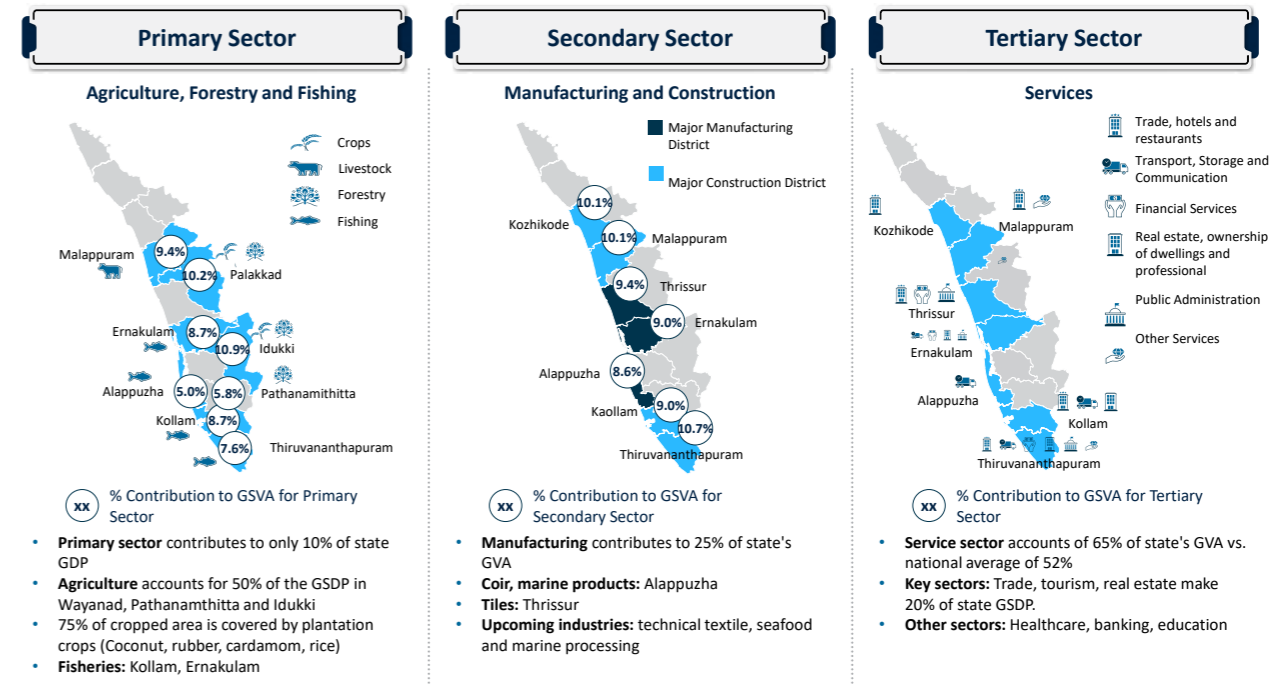 Primary Sector
Agriculture, Forestry and Fishing
Crops
Livestock
Forestry
Fishing
9.4%
Malappuram
10.2%
Palakkad
Ernakulam
8.7%
10.9%
Idukki
Alappuzha
5.0%
5.8%
Pathanamithitta
Kollam
8.7%
7.6%
Thiruvananthapuram
xx
% Contribution to GSVA for Primary
Sector
• Primary sector contributes to only 10% of state
GDP
• Agriculture accounts for 50% of the GSDP in
Wayanad, Pathanamthitta and Idukki
• 75% of cropped area is covered by plantation
crops (Coconut, rubber, cardamom, rice)
• Fisheries: Kollam, Ernakulam
Secondary Sector
Manufacturing and Construction
Major Manufacturing
District
Major Construction District
10.1%
Kozhikode
10.1%
Malappuram
9.4%
Thrissur
9.0%
Ernakulam
Alappuzha
8.6%
Kaollam
9.0%
10.7%
Thiruvananthapuram
xx
% Contribution to GSVA for
Secondary Sector
• Manufacturing contributes to 25% of state's
GVA
• Coir, marine products: Alappuzha
• Tiles: Thrissur
• Upcoming industries: technical textile, seafood
and marine processing
Tertiary Sector
Services
Trade, hotels and
restaurants
Transport, Storage and
Communication
Financial Services
Real estate, ownership
of dwellings and
professional
Public Administration
Other Services
Kozhikode
Malappuram
Thrissur
Ernakulam
Alappuzha
Kollam
Thiruvananthapuram
xx
% Contribution to GSVA for Tertiary
Sector
• Service sector accounts of 65% of state's GVA vs.
national average of 52%
• Key sectors: Trade, tourism, real estate make
20% of state GSDP.
• Other sectors: Healthcare, banking, education